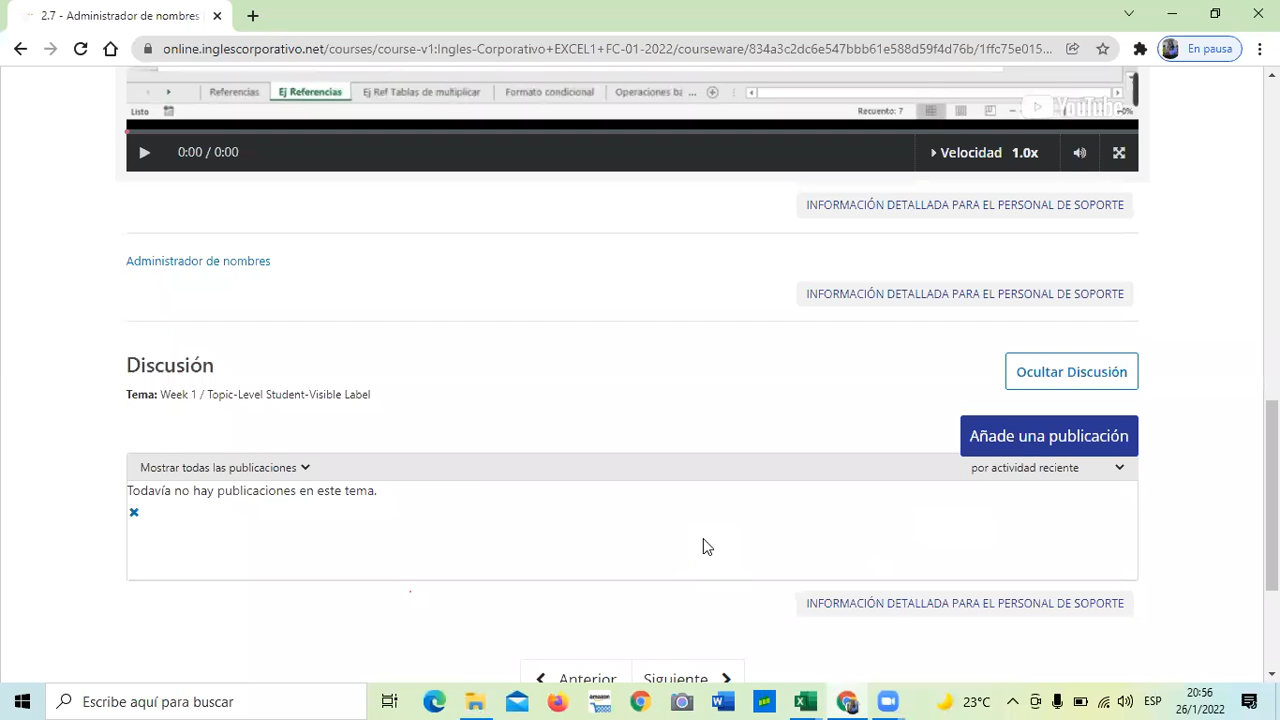 2.7 - Administrador de nombres
online.inglescorporativo.net/courses/course-v1:Ingles-Corporativo+EXCEL1+FC-01-2022/courseware/
En pausa
Referencias
Ej Referencias
Ej Ref Tablas de multiplicar
Formato condicional
Operaciones ba
...
Listo
Recuento: 7
YouTube
0:00 / 0:00
Velocidad 1.0x
INFORMACIÓN DETALLADA PARA EL PERSONAL DE SOPORTE
Administrador de nombres
INFORMACIÓN DETALLADA PARA EL PERSONAL DE SOPORTE
Discusión
Ocultar Discusión
Tema: Week 1 / Topic-Level Student-Visible Label
Añade una publicación
Mostrar todas las publicaciones
por actividad reciente
Todavía no hay publicaciones en este tema.
INFORMACIÓN DETALLADA PARA EL PERSONAL DE SOPORTE
Anterior
Siguiente
Escribe aquí para buscar
23°C
ESP
20:56
26/1/2022